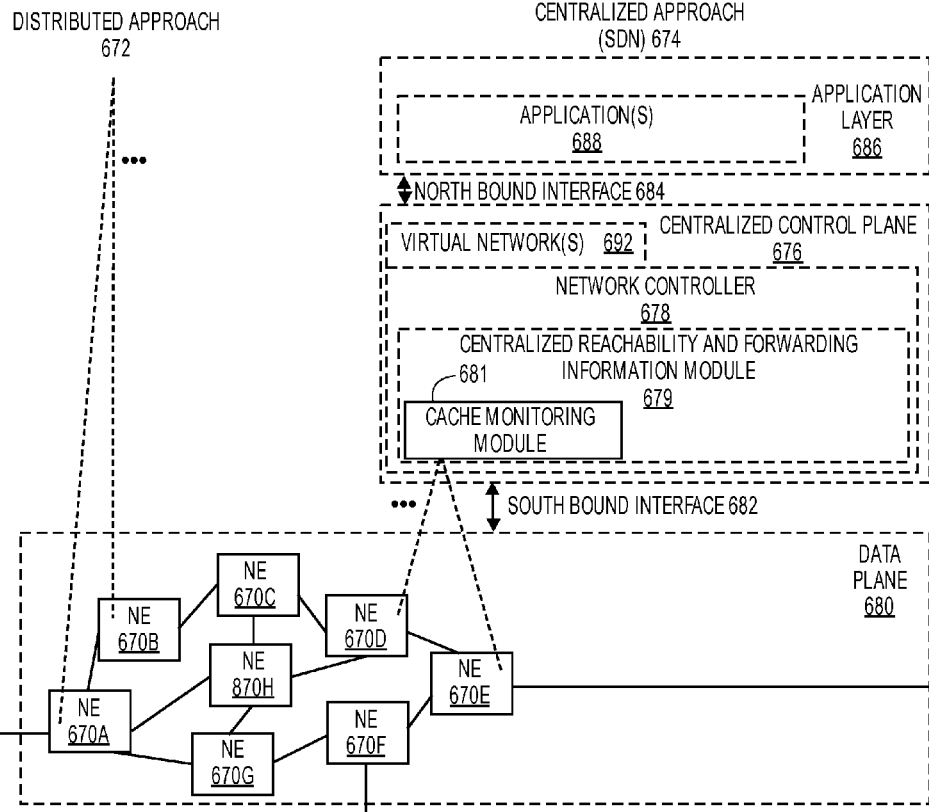 DISTRIBUTED APPROACH
672
CENTRALIZED APPROACH
(SDN) 674
APPLICATION(S)
688
APPLICATION
LAYER
686
NORTH BOUND INTERFACE 684
VIRTUAL NETWORK(S) 692
CENTRALIZED CONTROL PLANE
676
NETWORK CONTROLLER
678
CENTRALIZED REACHABILITY AND FORWARDING
INFORMATION MODULE
679
681
CACHE MONITORING
MODULE
SOUTH BOUND INTERFACE 682
DATA
PLANE
680
NE
670C
NE
670B
NE
670D
NE
870H
NE
670E
NE
670A
NE
670F
NE
670G